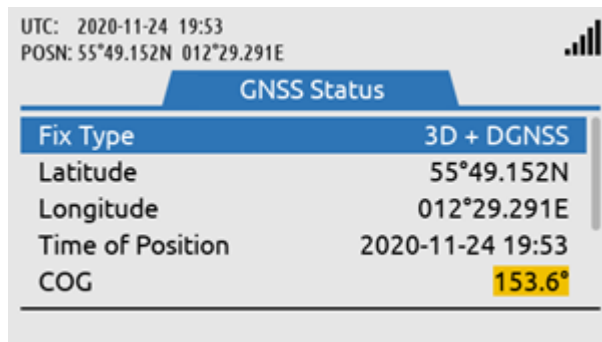 UTC: 2020-11-24 19:53
POSN: 55°49.152N 012°29.291E
GNSS Status
Fix Type 3D + DGNSS
Latitude 55°49.152N
Longitude 012°29.291E
Time of Position 2020-11-24 19:53
COG 153.6°